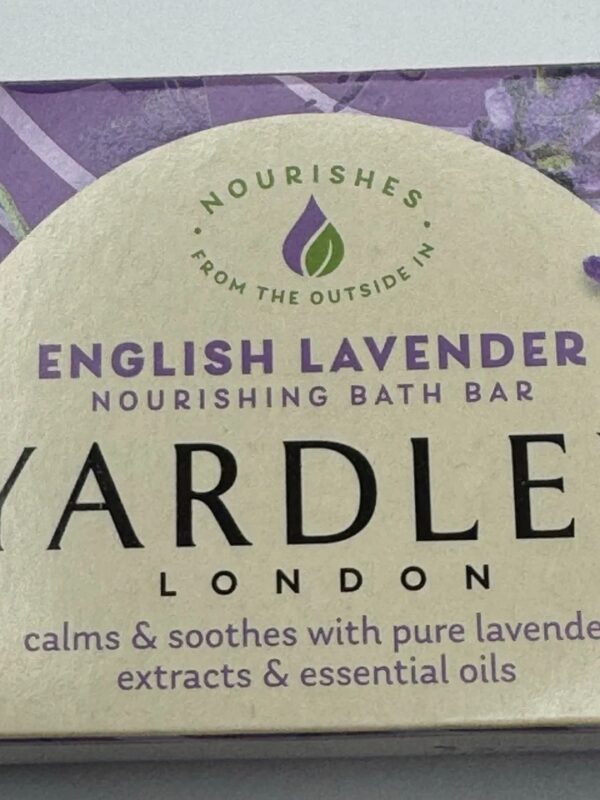 NOURISHES
FROM THE OUTSIDE IN
ENGLISH LAVENDER
NOURISHING BATH BAR
YARDLEY
LONDON
calms & soothes with pure lavende
extracts & essential oils